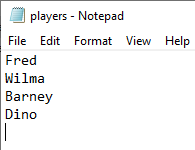 players - Notepad
File Edit Format View Help
Fred
Wilma
Barney
Dino